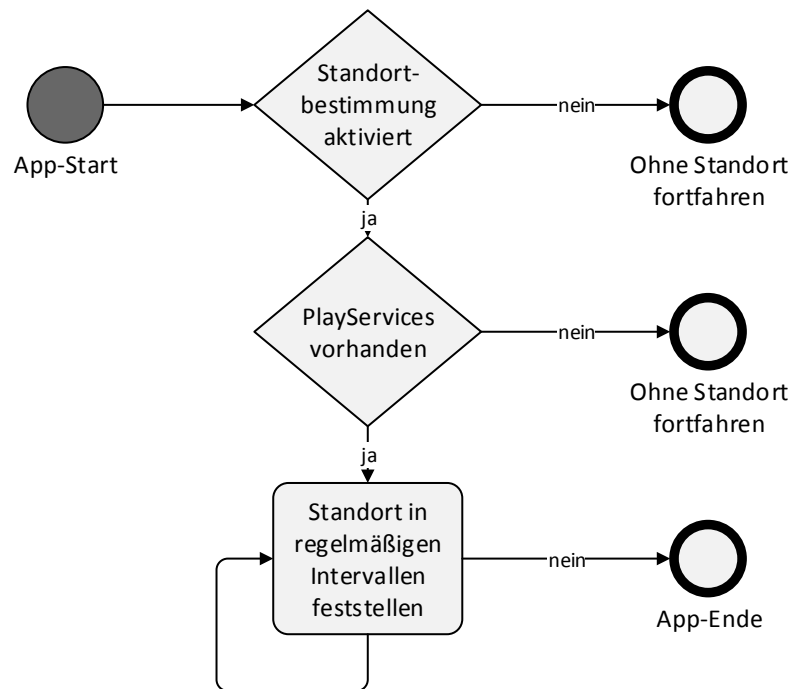 Standort-
bestimmung
aktiviert
nein
App-Start
Ohne Standort
fortfahren
ja
PlayServices
vorhanden
nein
Ohne Standort
fortfahren
ja
Standort in
regelmäßigen
Intervallen
feststellen
nein
App-Ende